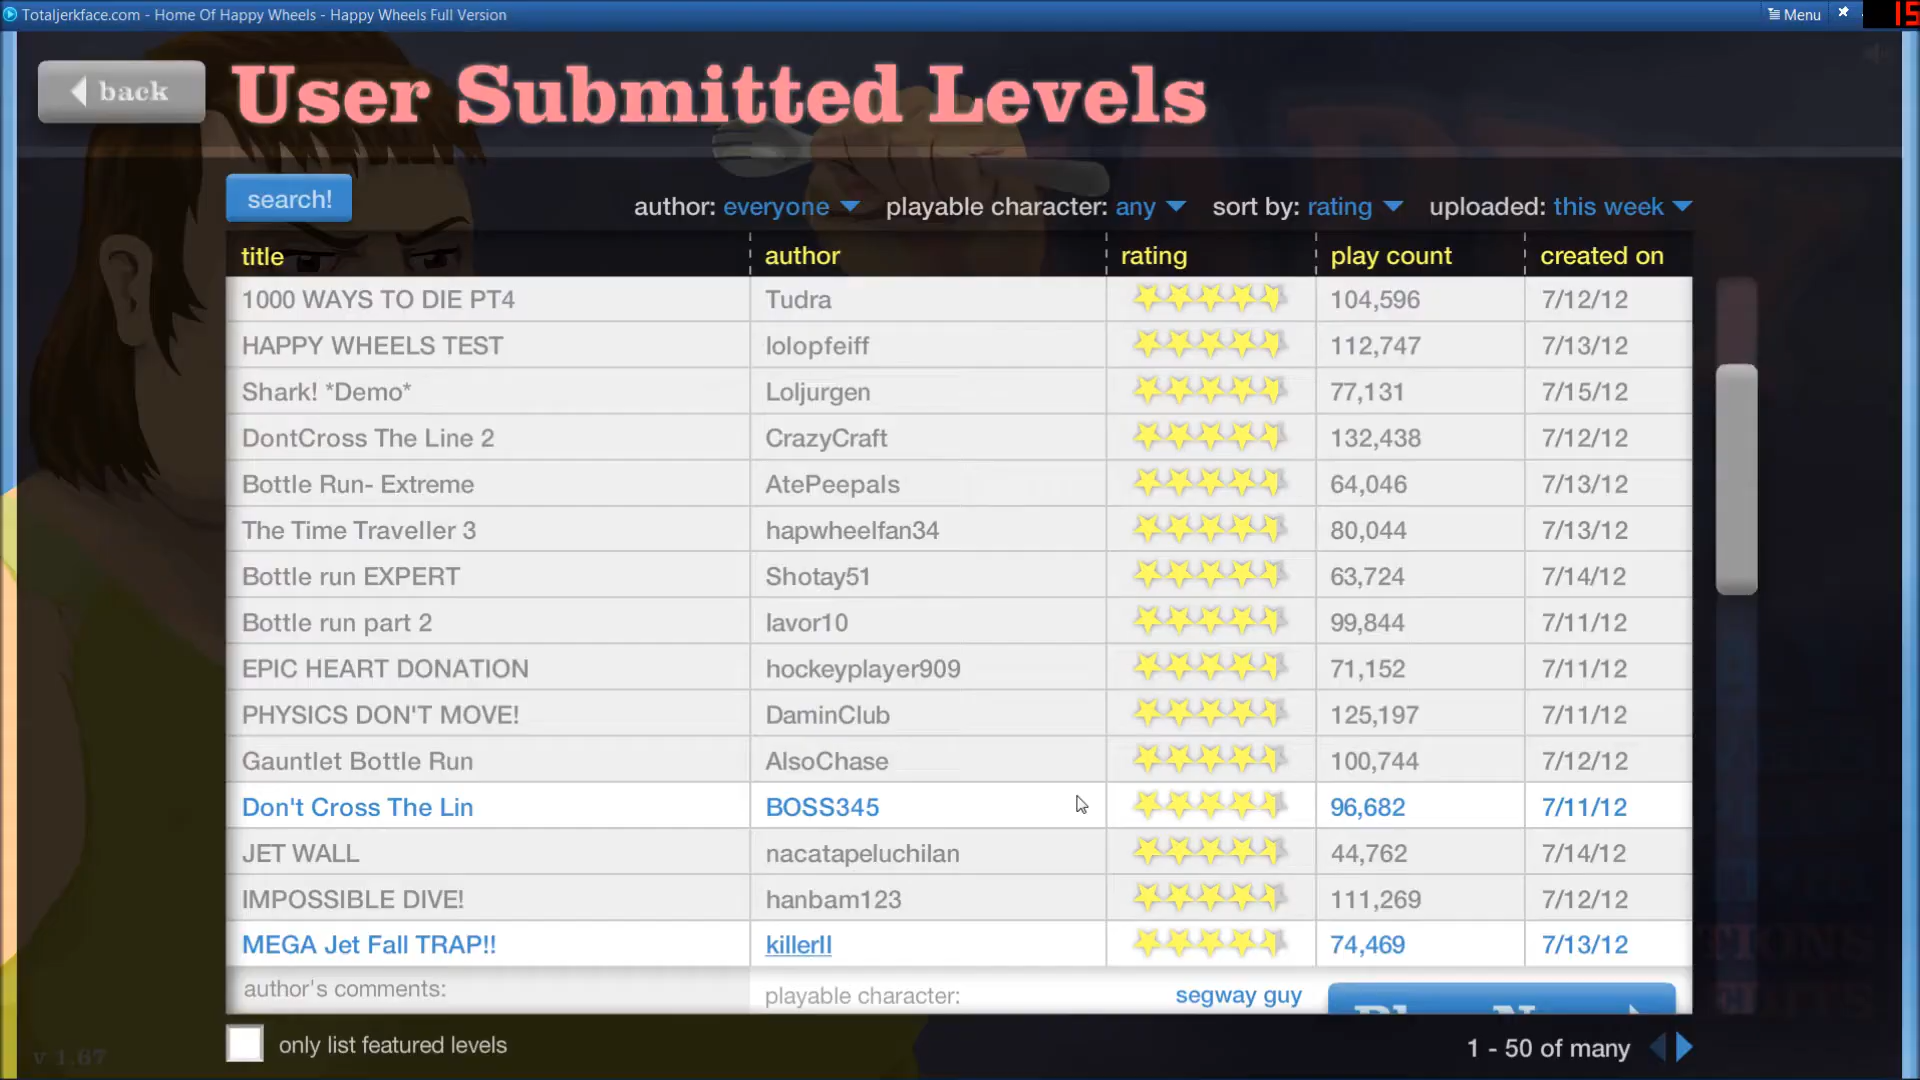 Totaljerkface.com - Home Of Happy Wheels - Happy Wheels Full Version Menu 15
back User Submitted Levels
search! author: everyone playable character: any sort by: rating uploaded: this week
title author rating play count created on
1000 WAYS TO DIE PT4 Tudra 104,596 7/12/12
HAPPY WHEELS TEST lolopfeiff 112,747 7/13/12
Shark! *Demo* Loljurgen 77,131 7/15/12
DontCross The Line 2 CrazyCraft 132,438 7/12/12
Bottle Run- Extreme AtePeepals 64,046 7/13/12
The Time Traveller 3 hapwheelfan34 80,044 7/13/12
Bottle run EXPERT Shotay51 63,724 7/14/12
Bottle run part 2 lavor10 99,844 7/11/12
EPIC HEART DONATION hockeyplayer909 71,152 7/11/12
PHYSICS DON'T MOVE! DaminClub 125,197 7/11/12
Gauntlet Bottle Run AlsoChase 100,744 7/12/12
Don't Cross The Lin BOSS345 96,682 7/11/12
JET WALL nacatapeluchilan 44,762 7/14/12
IMPOSSIBLE DIVE! hanbam123 111,269 7/12/12
MEGA Jet Fall TRAP!! killerII 74,469 7/13/12
author's comments: playable character: segway guy
only list featured levels 1 - 50 of many
v 1.67